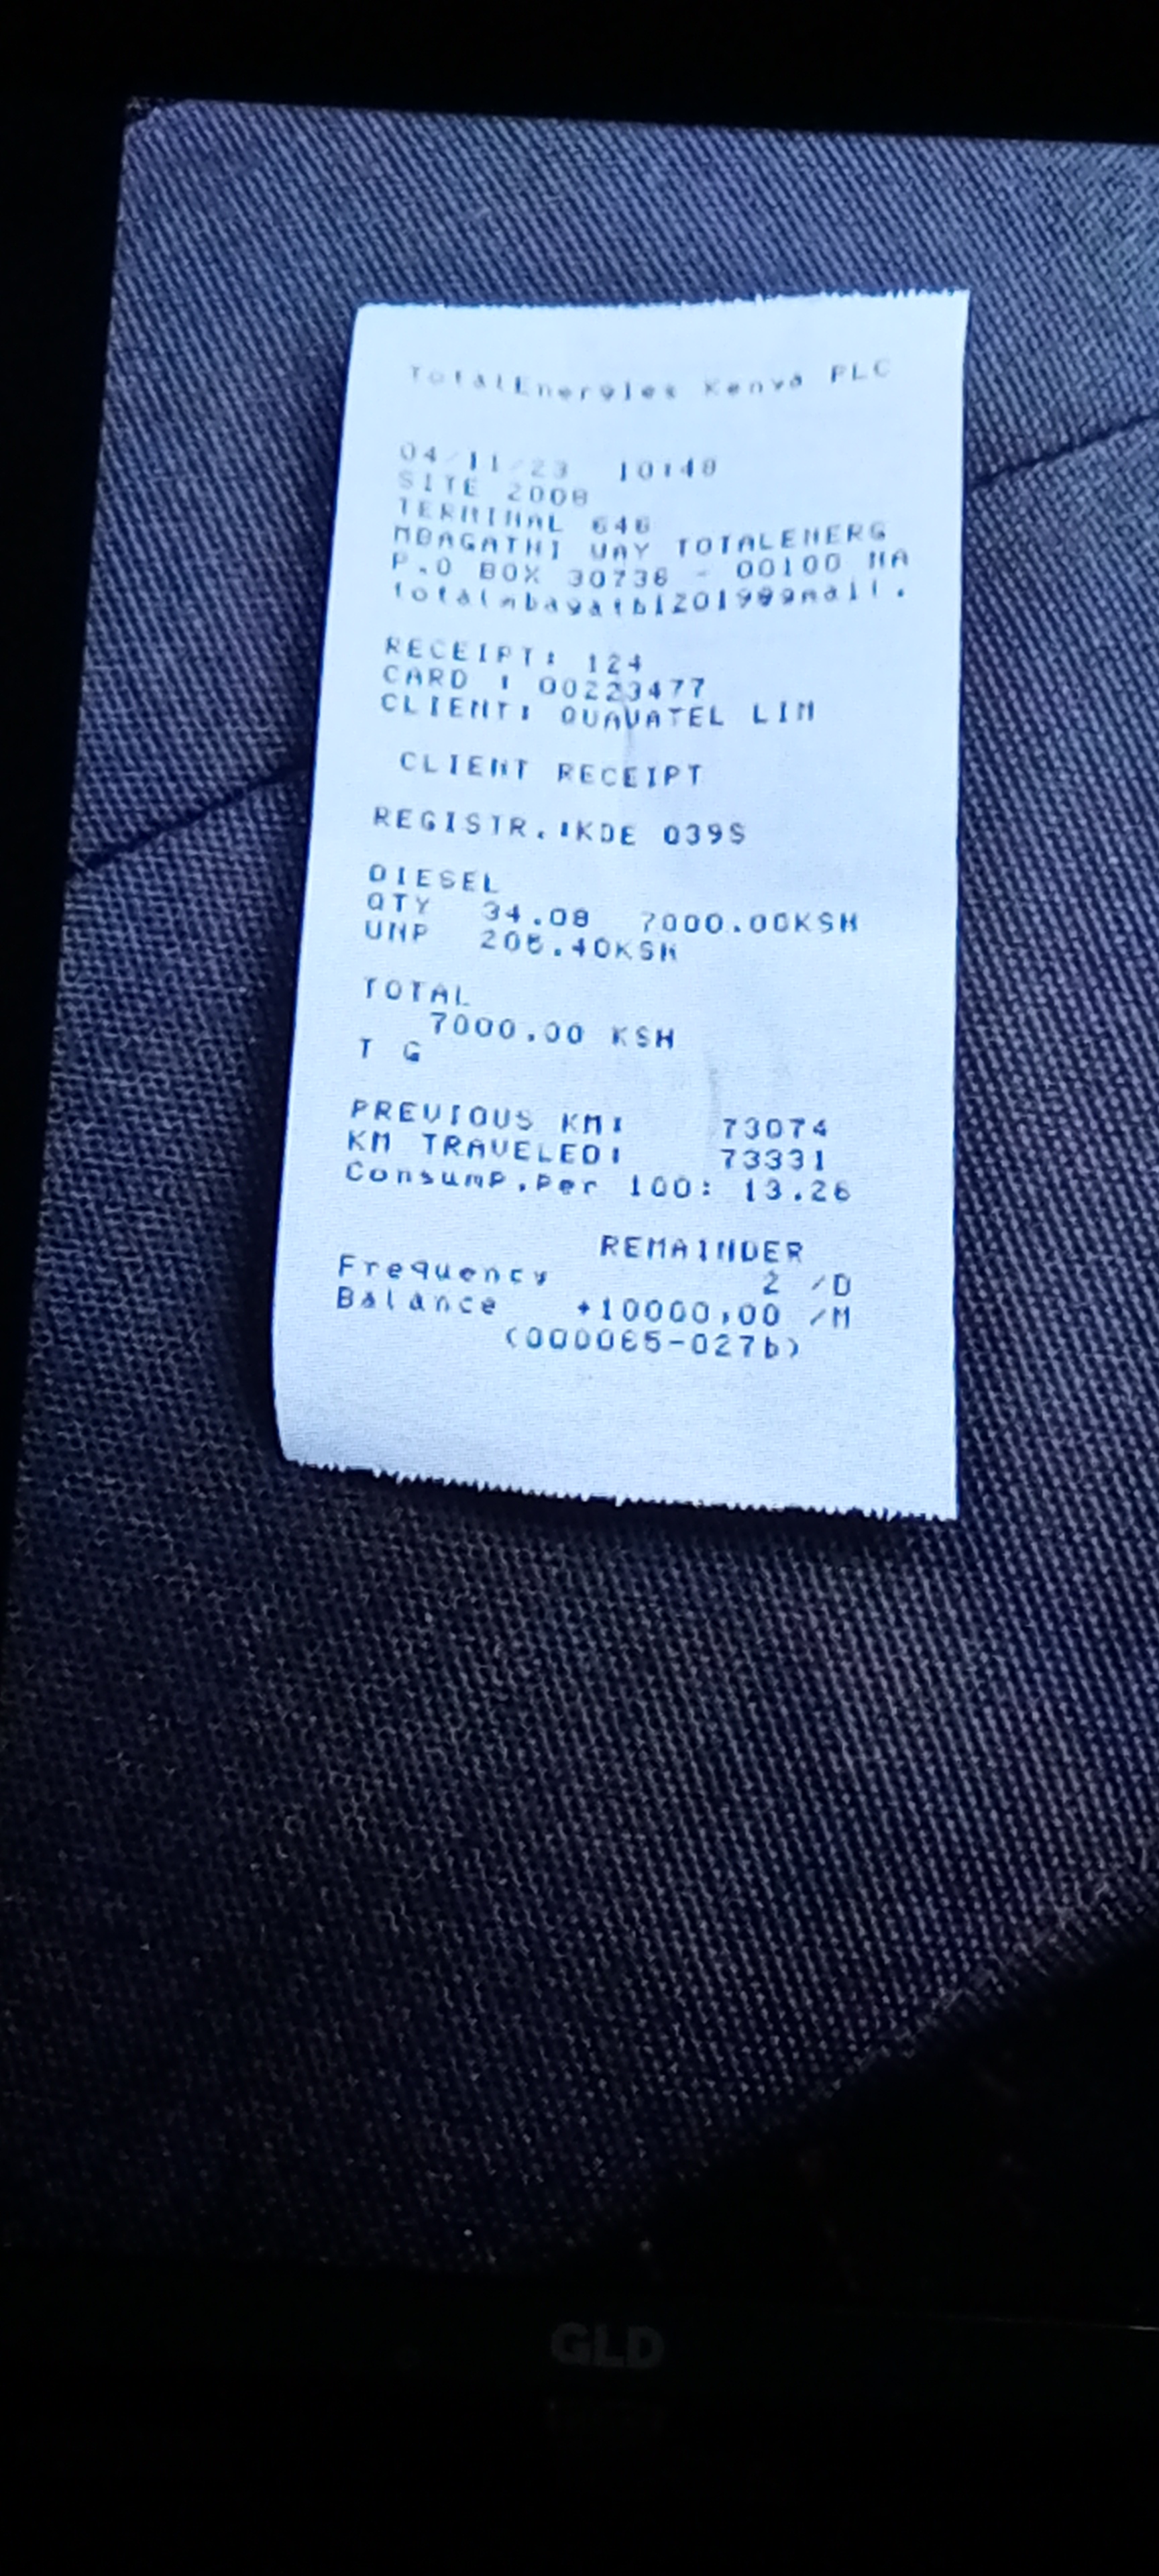 TotalEnergies Kenya PLC
04/11/23 10:48
SITE 2008
TERMINAL 646
MBAGATHI WAY TOTALENERG
P.O BOX 30736 - 00100 NA
RECEIPT: 124
CARD : 00223477
CLIENT: QUAVATEL LIM
CLIENT RECEIPT
REGISTR.:KDE 039S
DIESEL
QTY 34.08 7000.00KSH
UNP 205.40KSH
TOTAL
7000.00 KSH
T G
PREVIOUS KM: 73074
KM TRAVELED: 73331
Consump.Per 100: 13.26
REMAINDER
Frequency 2 /D
Balance +10000,00 /M
(000065-027b)
GLD